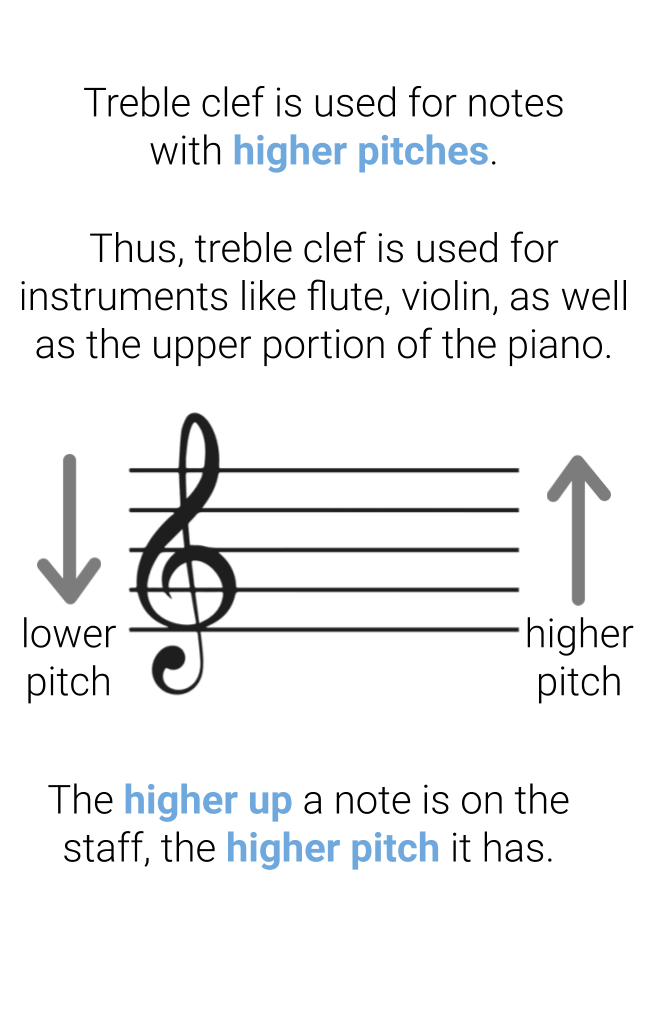 Treble clef is used for notes
with higher pitches.
Thus, treble clef is used for
instruments like flute, violin, as well
as the upper portion of the piano.
lower
pitch
higher
pitch
The higher up a note is on the
staff, the higher pitch it has.